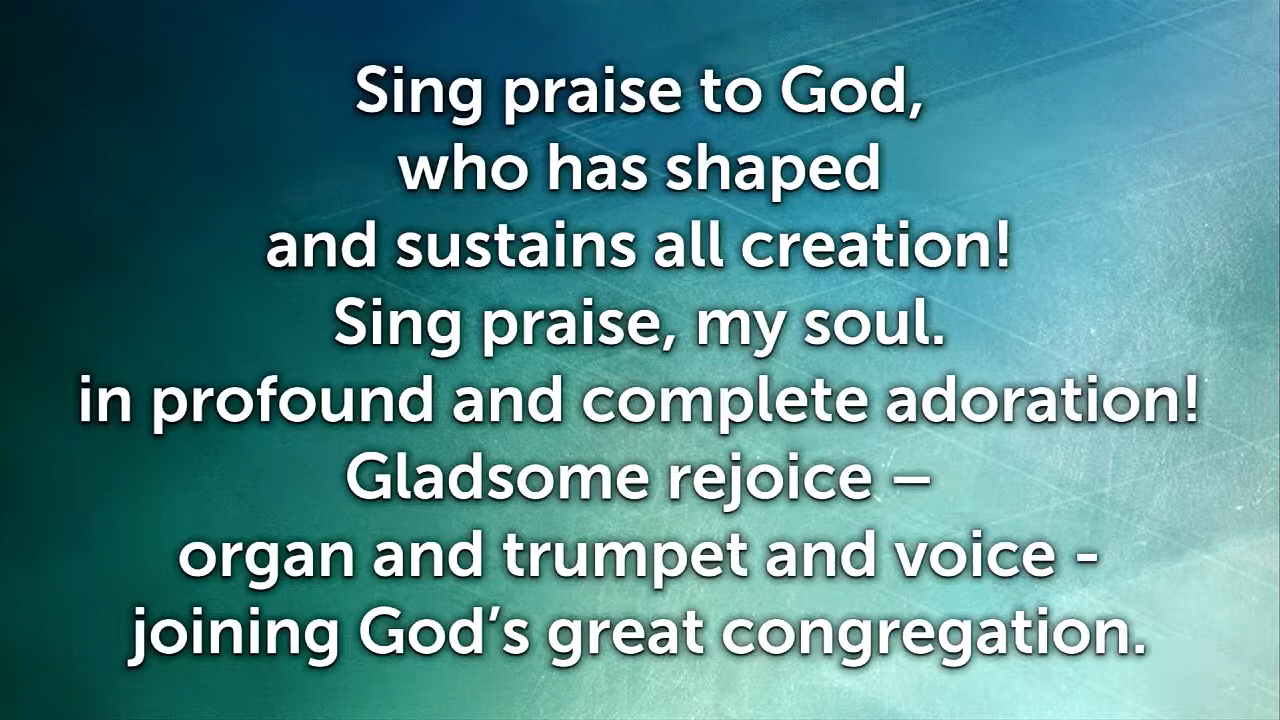 Sing praise to God,
who has shaped
and sustains all creation!
Sing praise, my soul.
in profound and complete adoration!
Gladsome rejoice –
organ and trumpet and voice -
joining God’s great congregation.